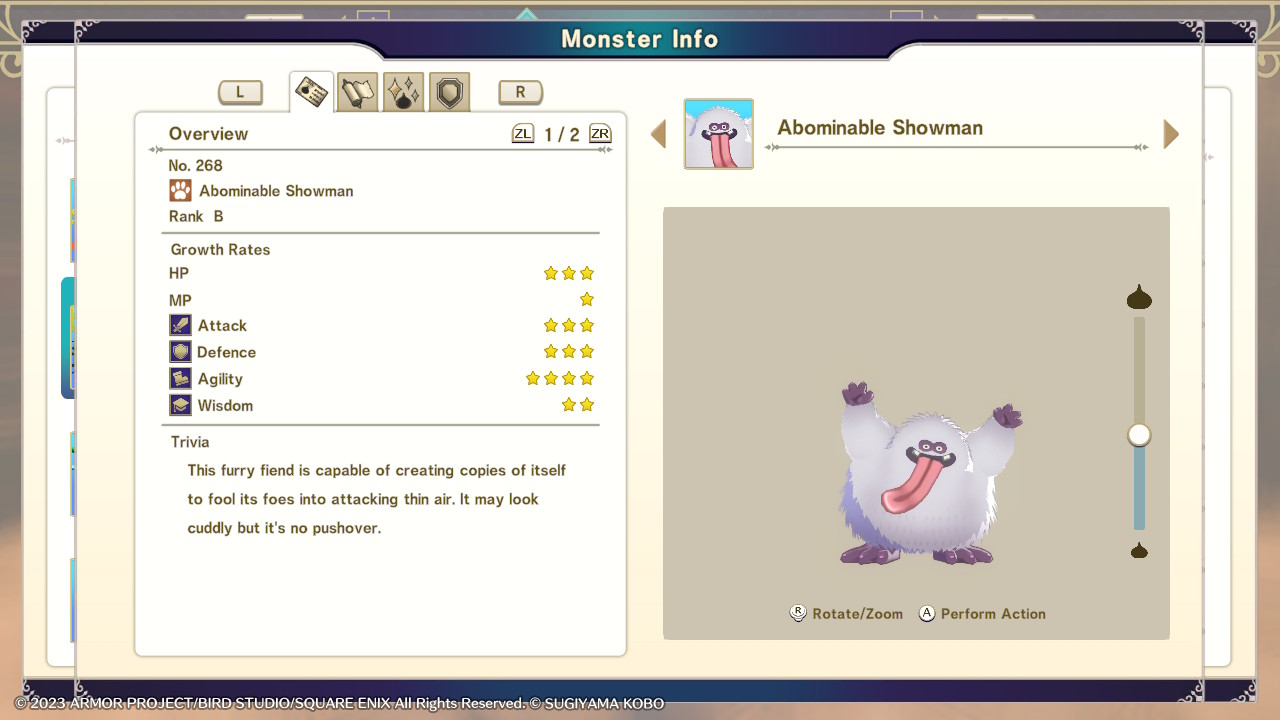 Monster Info
L
R
Overview
ZL 1 / 2 ZR
No. 268
Abominable Showman
Rank B
Growth Rates
HP
MP
Attack
Defence
Agility
Wisdom
Trivia
This furry fiend is capable of creating copies of itself
to fool its foes into attacking thin air. It may look
cuddly but it's no pushover.
Abominable Showman
R Rotate/Zoom A Perform Action
© 2023 ARMOR PROJECT/BIRD STUDIO/SQUARE ENIX All Rights Reserved. © SUGIYAMA KOBO